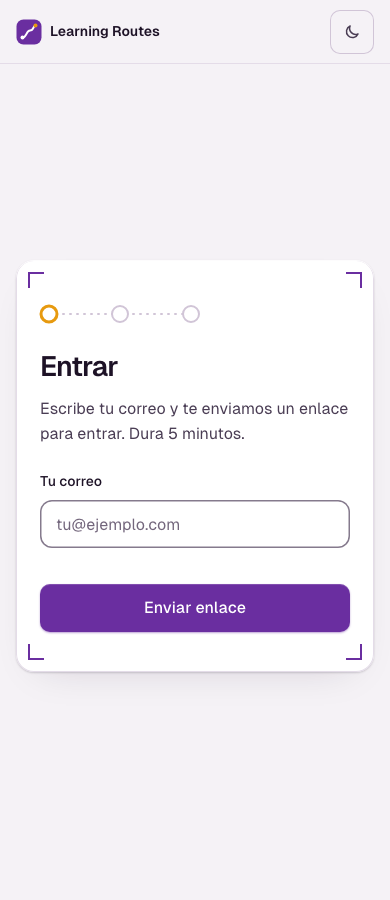 Learning Routes
Entrar
Escribe tu correo y te enviamos un enlace
para entrar. Dura 5 minutos.
Tu correo
tu@ejemplo.com
Enviar enlace